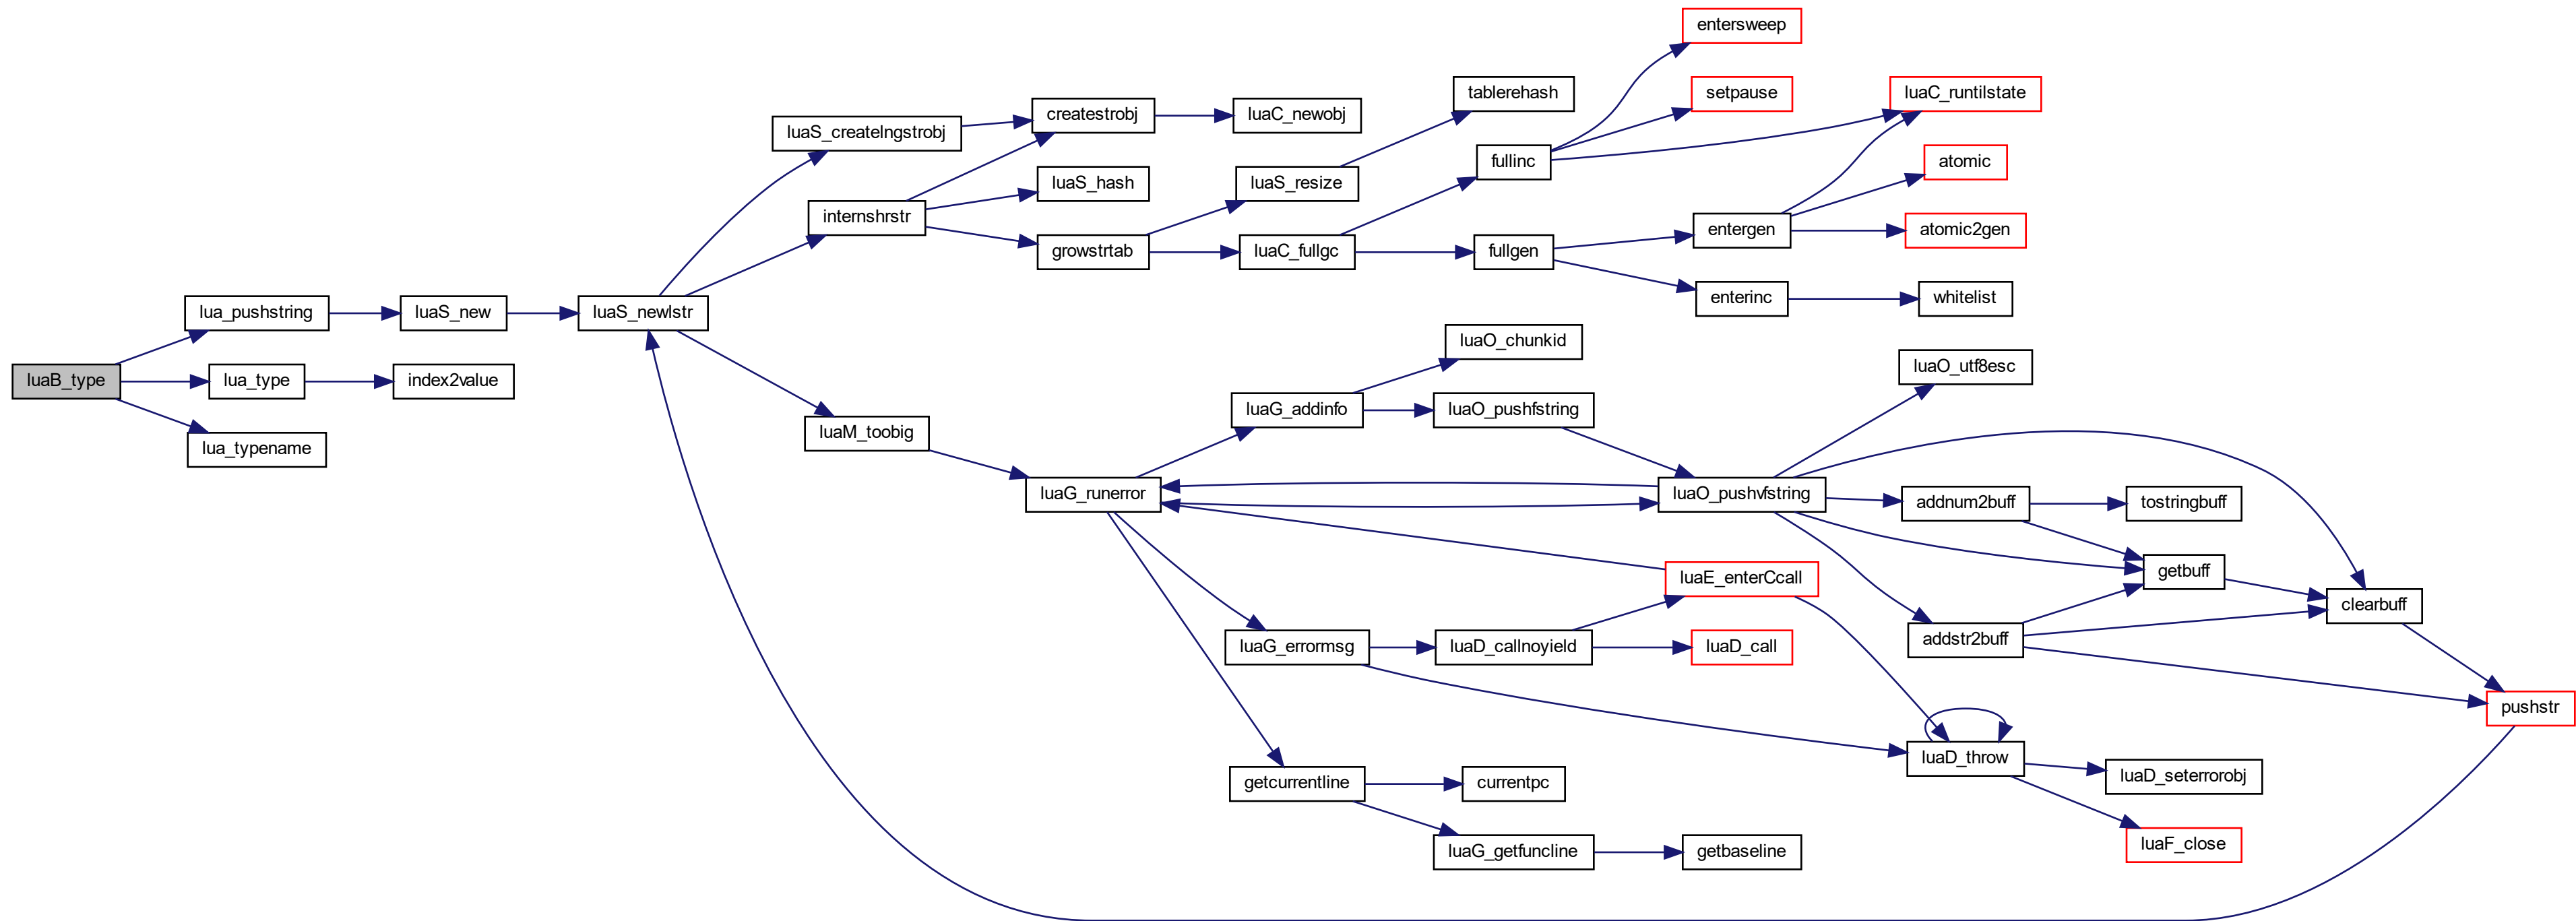 luaB_type
lua_pushstring
lua_type
lua_typename
luaS_new
index2value
luaS_newlstr
luaS_createlngstrobj
internshrstr
luaM_toobig
createstrobj
luaS_hash
growstrtab
luaG_runerror
luaC_newobj
luaS_resize
luaC_fullgc
luaG_addinfo
luaG_errormsg
getcurrentline
tablerehash
fullinc
fullgen
luaO_chunkid
luaO_pushfstring
luaD_callnoyield
currentpc
luaG_getfuncline
entersweep
setpause
entergen
enterinc
luaO_pushvfstring
luaE_enterCcall
luaD_call
getbaseline
luaC_runtilstate
atomic
atomic2gen
whitelist
luaO_utf8esc
addnum2buff
addstr2buff
luaD_throw
tostringbuff
getbuff
luaD_seterrorobj
luaF_close
clearbuff
pushstr